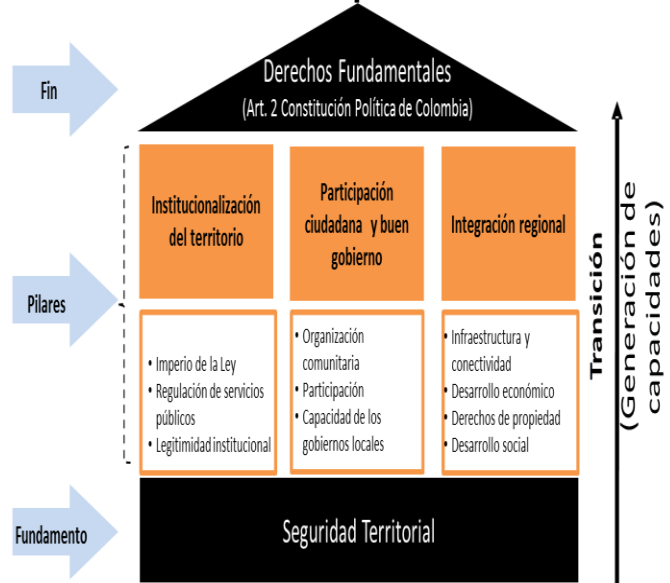 Fin
Derechos Fundamentales
(Art. 2 Constitución Política de Colombia)
Pilares
Institucionalización
del territorio
Participación
ciudadana y buen
gobierno
Integración regional
• Imperio de la Ley
• Regulación de servicios
públicos
• Legitimidad institucional
• Organización
comunitaria
• Participación
• Capacidad de los
gobiernos locales
• Infraestructura y
conectividad
• Desarrollo económico
• Derechos de propiedad
• Desarrollo social
Fundamento
Seguridad Territorial
Transición
(Generación de
capacidades)